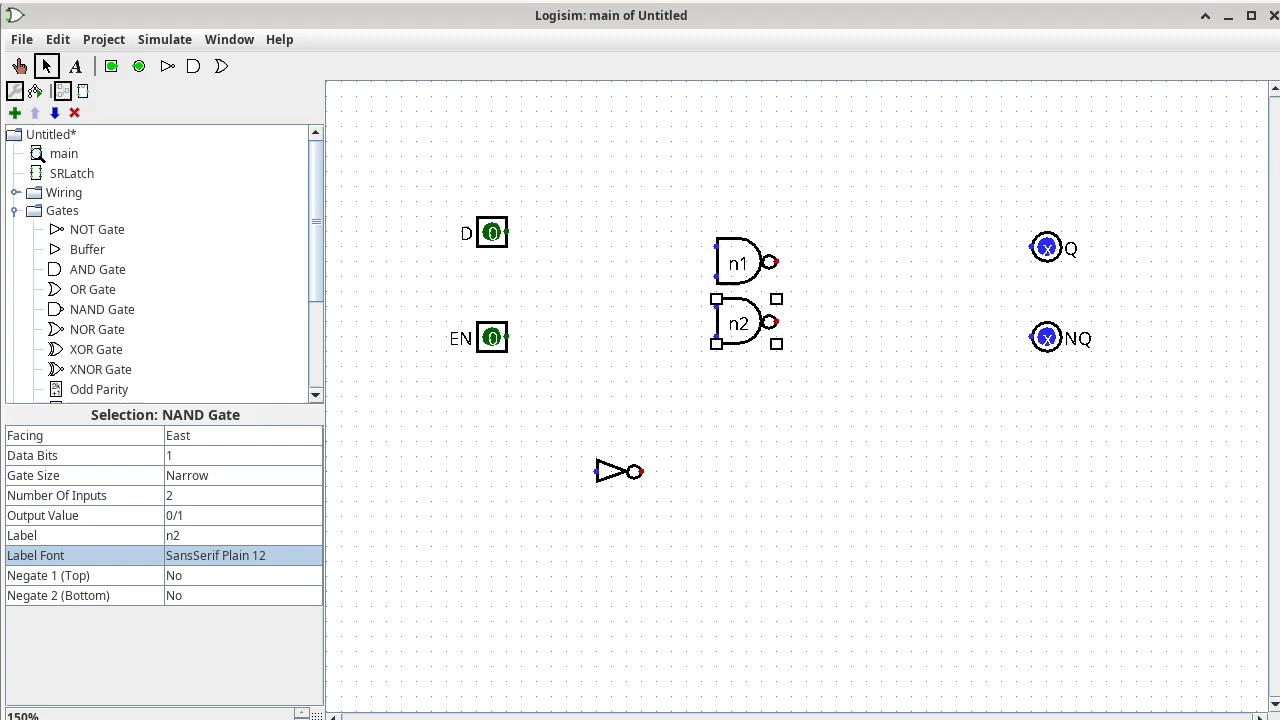 Logisim: main of Untitled
File Edit Project Simulate Window Help
A
Untitled*
main
SRLatch
Wiring
Gates
NOT Gate
Buffer
AND Gate
OR Gate
NAND Gate
NOR Gate
XOR Gate
XNOR Gate
Odd Parity
Selection: NAND Gate
Facing East
Data Bits 1
Gate Size Narrow
Number Of Inputs 2
Output Value 0/1
Label n2
Label Font SansSerif Plain 12
Negate 1 (Top) No
Negate 2 (Bottom) No
150%
D 0
EN 0
n1
n2
x Q
x NQ